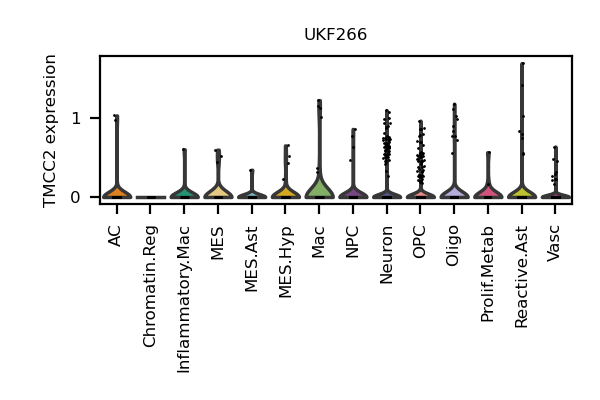 UKF266
TMCC2 expression
1
0
AC
Chromatin.Reg
Inflammatory.Mac
MES
MES.Ast
MES.Hyp
Mac
NPC
Neuron
OPC
Oligo
Prolif.Metab
Reactive.Ast
Vasc